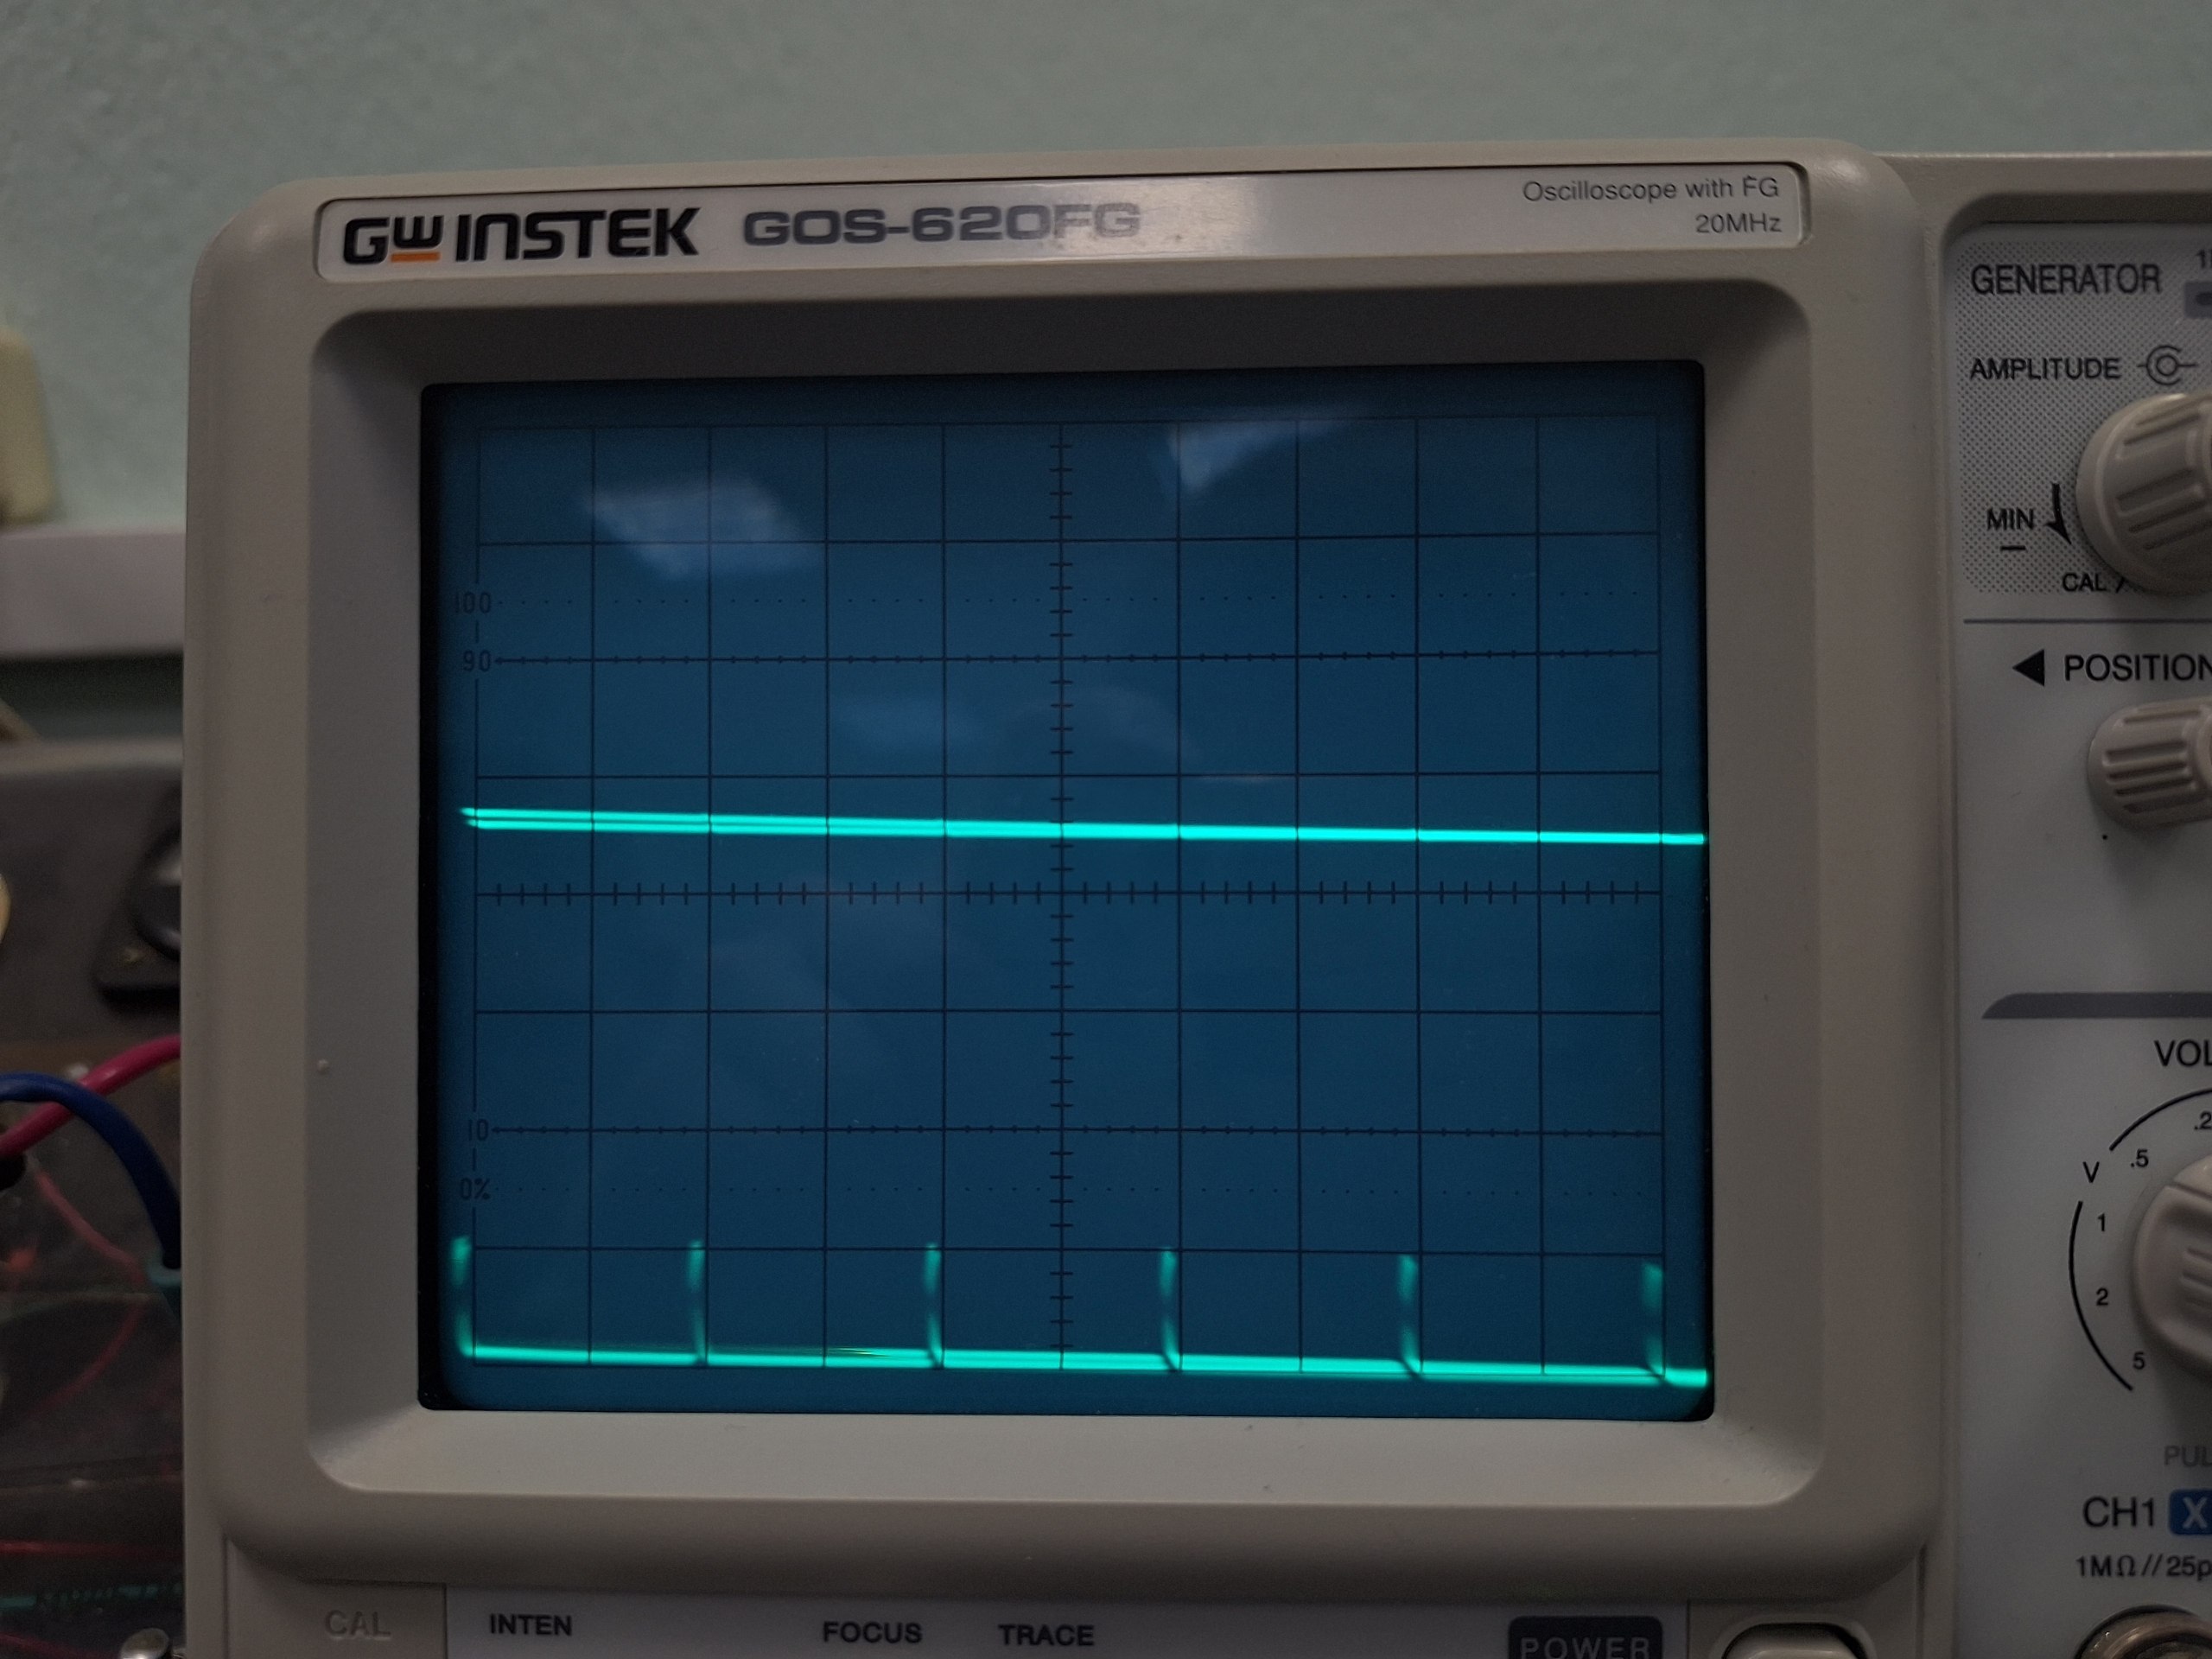 GW INSTEK GOS-620FG
Oscilloscope with FG
20MHz
GENERATOR
AMPLITUDE
MIN
CAL
100
90
10
0%
POSITION
V
.5
1
2
5
CH1 X
1MΩ//25p
CAL
INTEN
FOCUS
TRACE
POWER